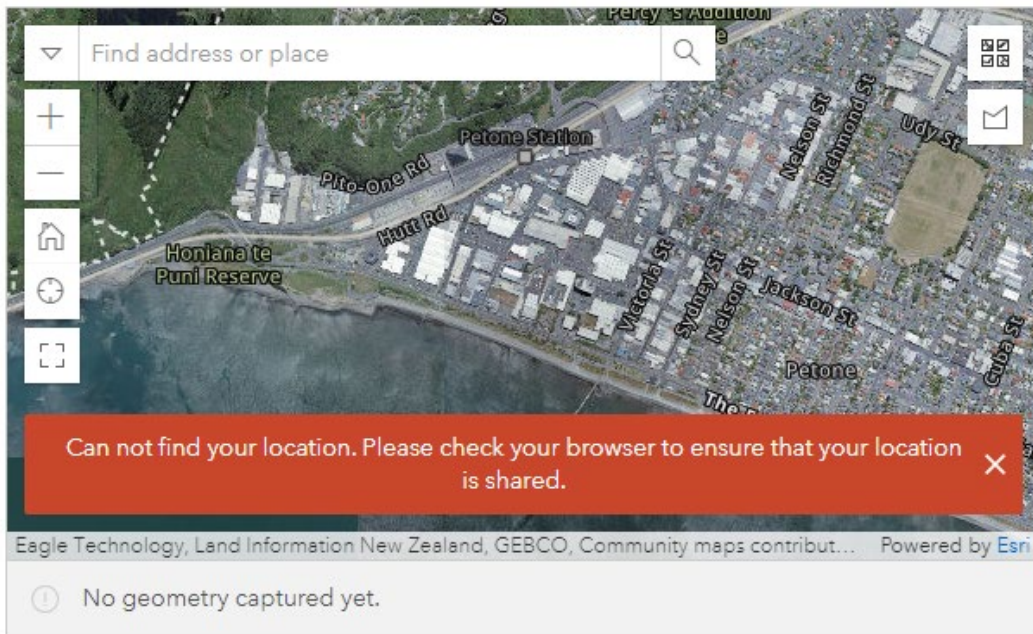 Percy 's Addition
Find address or place
Petone Station
Nelson St
Richmond St
Udy St
Pito-One Rd
Hutt Rd
Honiana te
Puni Reserve
Victoria St
Sydney St
Nelson St
Jackson St
Cuba St
Petone
The
Can not find your location. Please check your browser to ensure that your location
is shared.
Eagle Technology, Land Information New Zealand, GEBCO, Community maps contribut... Powered by Esri
No geometry captured yet.